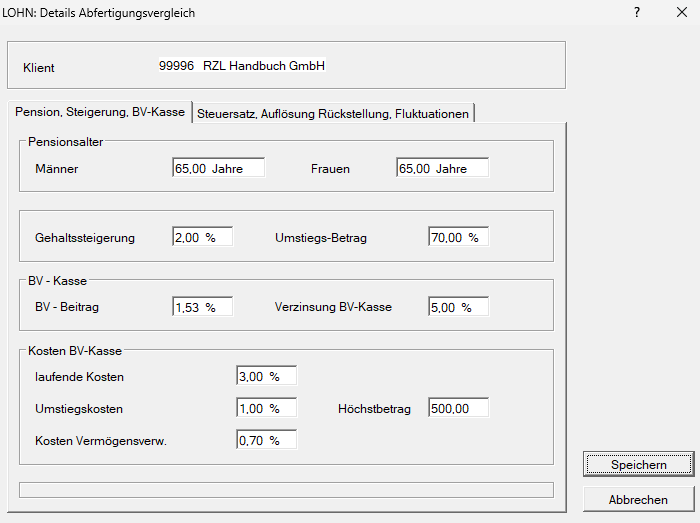 LOHN: Details Abfertigungsvergleich ? ✕
Klient 99996 RZL Handbuch GmbH
Pension, Steigerung, BV-Kasse Steuersatz, Auflösung Rückstellung, Fluktuationen
Pensionsalter
Männer 65,00 Jahre Frauen 65,00 Jahre
Gehaltssteigerung 2,00 % Umstiegs-Betrag 70,00 %
BV - Kasse
BV - Beitrag 1,53 % Verzinsung BV-Kasse 5,00 %
Kosten BV-Kasse
laufende Kosten 3,00 %
Umstiegskosten 1,00 % Höchstbetrag 500,00
Kosten Vermögensverw. 0,70 %
Speichern
Abbrechen